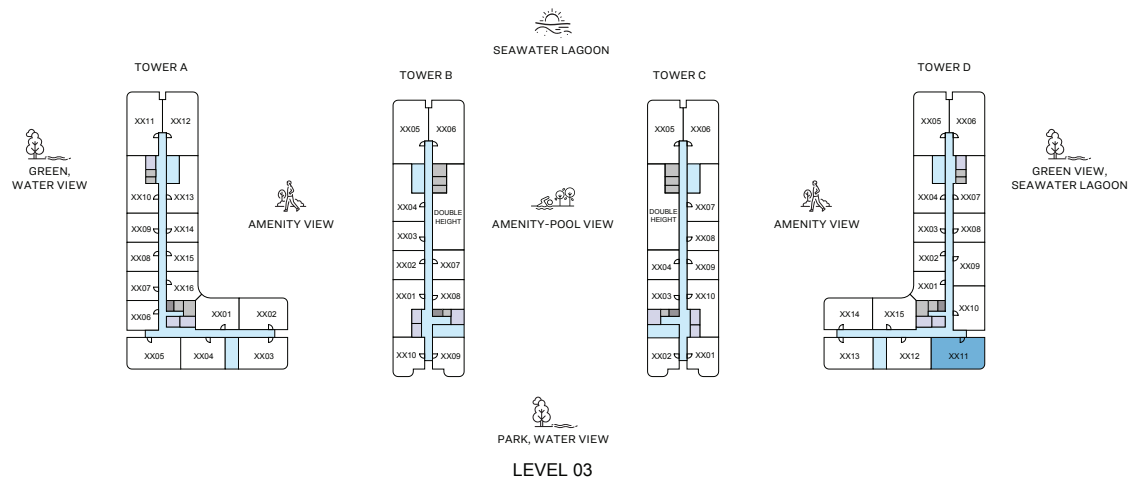 SEAWATER LAGOON
TOWER A
TOWER B
TOWER C
TOWER D
XX11
XX12
XX10
XX13
XX09
XX14
XX08
XX15
XX07
XX16
XX06
XX01
XX02
XX05
XX04
XX03
XX05
XX06
XX04
DOUBLE
HEIGHT
XX03
XX02
XX07
XX01
XX08
XX10
XX09
XX05
XX06
DOUBLE
HEIGHT
XX07
XX08
XX04
XX09
XX03
XX10
XX02
XX01
XX05
XX06
XX04
XX07
XX03
XX08
XX02
XX09
XX01
XX10
XX14
XX15
XX13
XX12
XX11
GREEN,
WATER VIEW
AMENITY VIEW
AMENITY-POOL VIEW
AMENITY VIEW
GREEN VIEW,
SEAWATER LAGOON
PARK, WATER VIEW
LEVEL 03